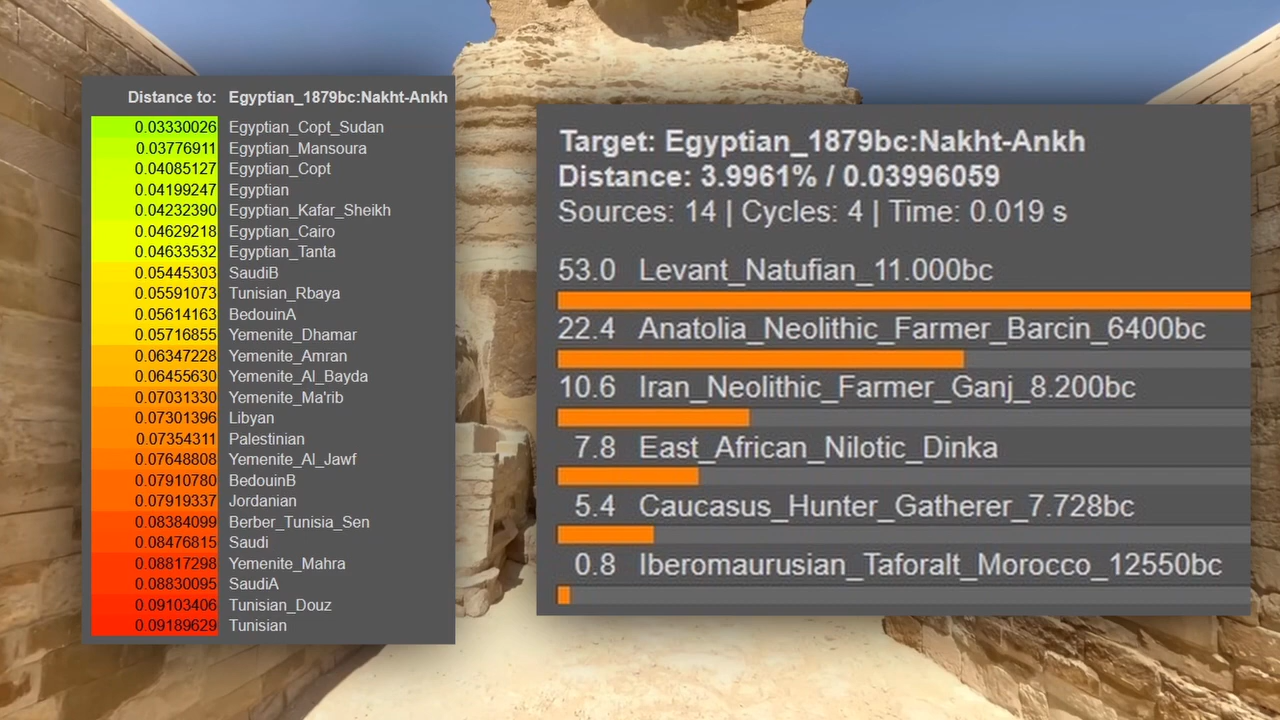 Distance to: Egyptian_1879bc:Nakht-Ankh
0.03330026 Egyptian_Copt_Sudan
0.03776911 Egyptian_Mansoura
0.04085127 Egyptian_Copt
0.04199247 Egyptian
0.04232390 Egyptian_Kafar_Sheikh
0.04629218 Egyptian_Cairo
0.04633532 Egyptian_Tanta
0.05445303 SaudiB
0.05591073 Tunisian_Rbaya
0.05614163 BedouinA
0.05716855 Yemenite_Dhamar
0.06347228 Yemenite_Amran
0.06455630 Yemenite_Al_Bayda
0.07031330 Yemenite_Ma'rib
0.07301396 Libyan
0.07354311 Palestinian
0.07648808 Yemenite_Al_Jawf
0.07910780 BedouinB
0.07919337 Jordanian
0.08384099 Berber_Tunisia_Sen
0.08476815 Saudi
0.08817298 Yemenite_Mahra
0.08830095 SaudiA
0.09103406 Tunisian_Douz
0.09189629 Tunisian
Target: Egyptian_1879bc:Nakht-Ankh
Distance: 3.9961% / 0.03996059
Sources: 14 | Cycles: 4 | Time: 0.019 s
53.0 Levant_Natufian_11.000bc
22.4 Anatolia_Neolithic_Farmer_Barcin_6400bc
10.6 Iran_Neolithic_Farmer_Ganj_8.200bc
7.8 East_African_Nilotic_Dinka
5.4 Caucasus_Hunter_Gatherer_7.728bc
0.8 Iberomaurusian_Taforalt_Morocco_12550bc